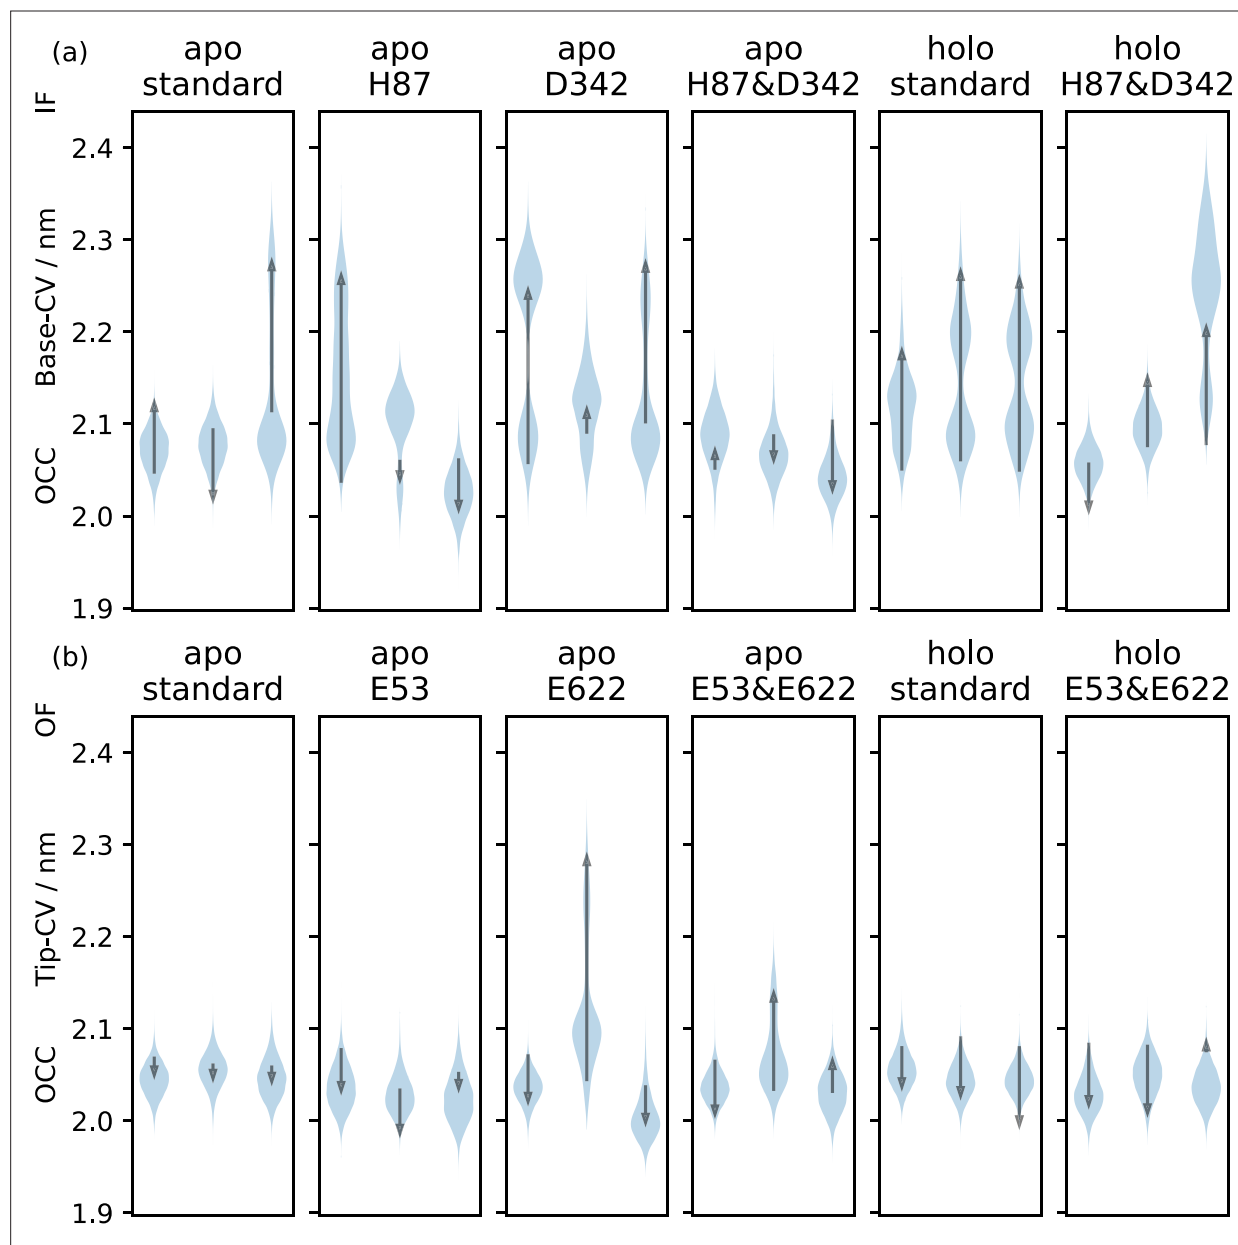 (a)
apo
standard
apo
H87
apo
D342
apo
H87&D342
holo
standard
holo
H87&D342
IF
Base-CV / nm
OCC
2.4
2.3
2.2
2.1
2.0
1.9
(b)
apo
standard
apo
E53
apo
E622
apo
E53&E622
holo
standard
holo
E53&E622
OF
Tip-CV / nm
OCC
2.4
2.3
2.2
2.1
2.0
1.9